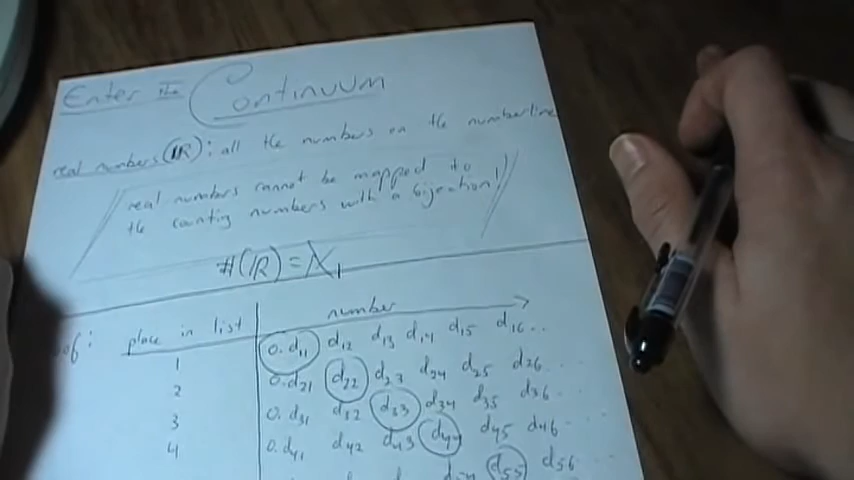 Enter the Continuum
real numbers (ℝ): all the numbers on the numberline
real numbers cannot be mapped to
the counting numbers with a bijection!
#(ℝ) = ℵ₁
place in list number →
1 0. d₁₁ d₁₂ d₁₃ d₁₄ d₁₅ d₁₆ ..
2 0. d₂₁ d₂₂ d₂₃ d₂₄ d₂₅ d₂₆ ...
3 0. d₃₁ d₃₂ d₃₃ d₃₄ d₃₅ d₃₆ ...
4 0. d₄₁ d₄₂ d₄₃ d₄₄ d₄₅ d₄₆ ...
d₅₅ d₅₆ ...